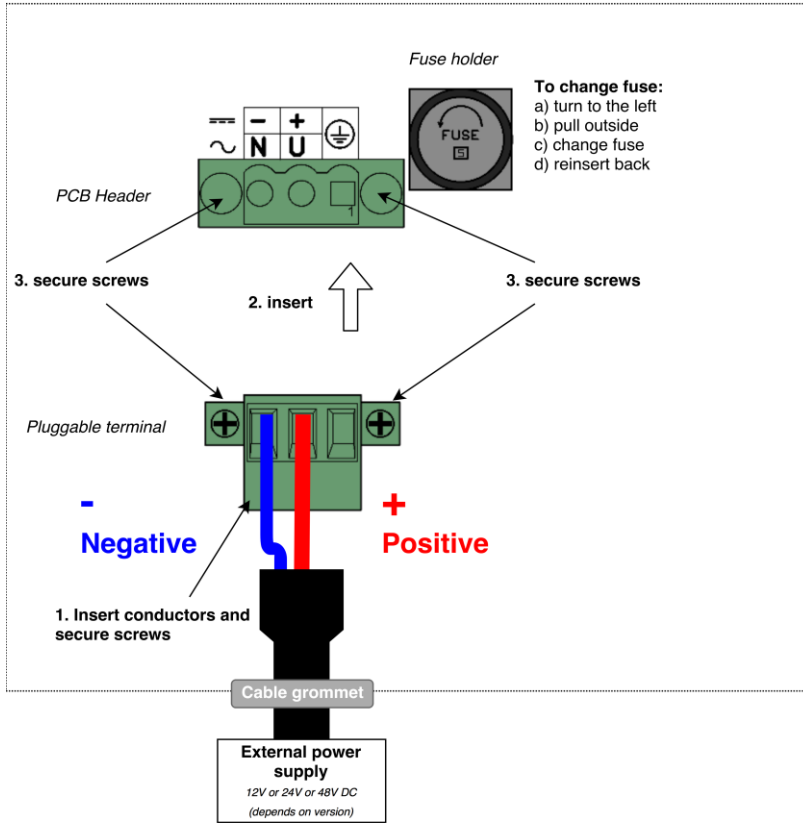 Fuse holder
To change fuse:
a) turn to the left
b) pull outside
c) change fuse
d) reinsert back
- +
N U
FUSE
5
PCB Header
1
3. secure screws
3. secure screws
2. insert
Pluggable terminal
-
Negative
+
Positive
1. Insert conductors and
secure screws
Cable grommet
External power
supply
12V or 24V or 48V DC
(depends on version)